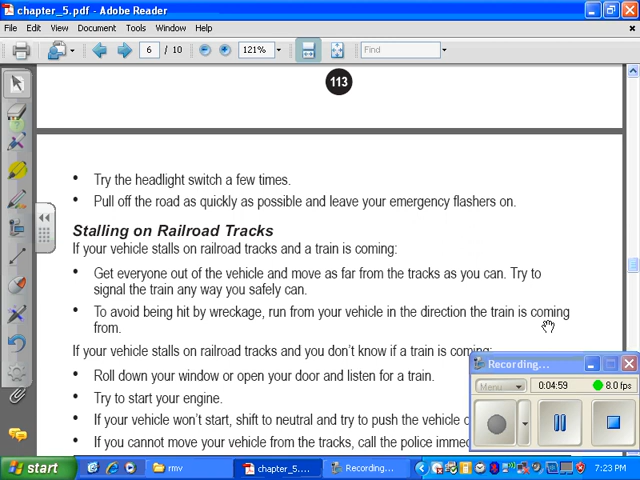 chapter_5.pdf - Adobe Reader
File Edit View Document Tools Window Help
6 / 10 121% Find
113
• Try the headlight switch a few times.
• Pull off the road as quickly as possible and leave your emergency flashers on.
Stalling on Railroad Tracks
If your vehicle stalls on railroad tracks and a train is coming:
• Get everyone out of the vehicle and move as far from the tracks as you can. Try to
signal the train any way you safely can.
• To avoid being hit by wreckage, run from your vehicle in the direction the train is coming
from.
If your vehicle stalls on railroad tracks and you don't know if a train is coming:
• Roll down your window or open your door and listen for a train.
• Try to start your engine.
• If your vehicle won't start, shift to neutral and try to push the vehicle
• If you cannot move your vehicle from the tracks, call the police
Recording...
Menu 0:04:59 8.0 fps
start rmv chapter_5.pdf - Ad... Recording... 7:23 PM